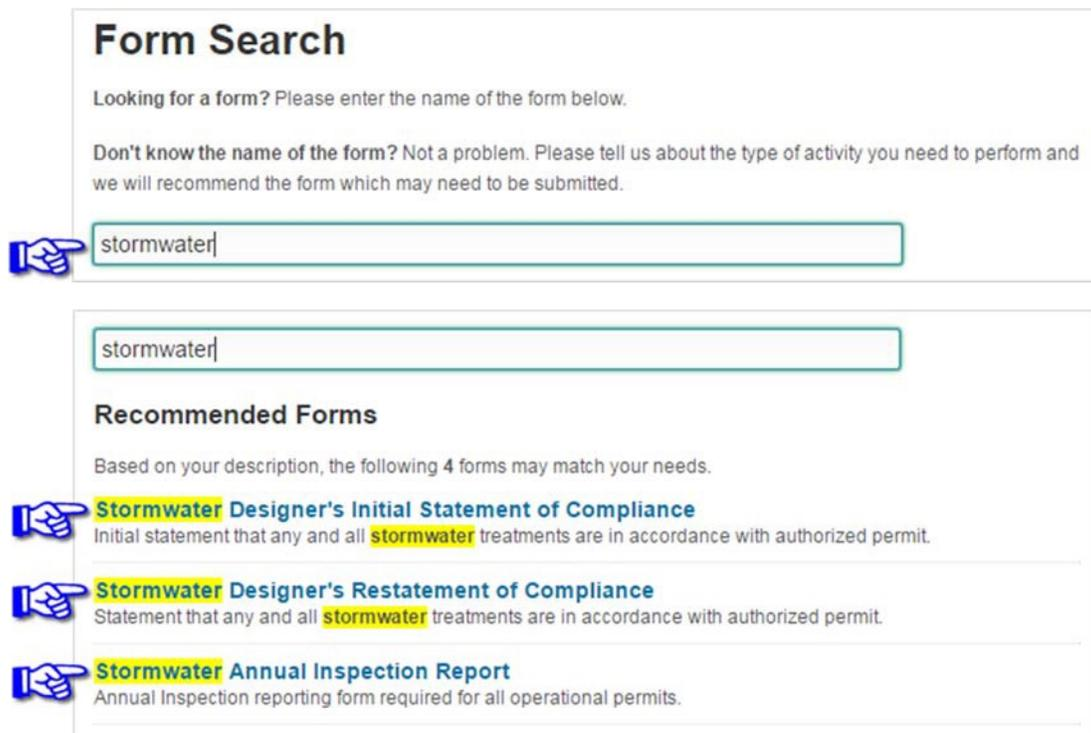 Form Search
Looking for a form? Please enter the name of the form below.
Don't know the name of the form? Not a problem. Please tell us about the type of activity you need to perform and
we will recommend the form which may need to be submitted.
stormwater
stormwater
Recommended Forms
Based on your description, the following 4 forms may match your needs.
Stormwater Designer's Initial Statement of Compliance
Initial statement that any and all stormwater treatments are in accordance with authorized permit.
Stormwater Designer's Restatement of Compliance
Statement that any and all stormwater treatments are in accordance with authorized permit.
Stormwater Annual Inspection Report
Annual Inspection reporting form required for all operational permits.